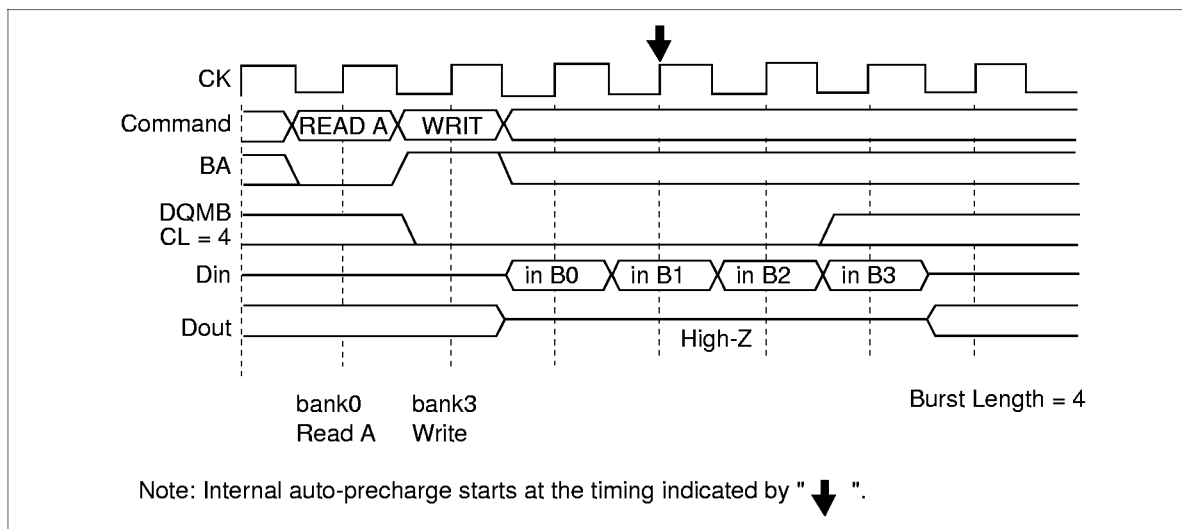 CK
Command READ A WRIT
BA
DQMB
CL = 4
Din in B0 in B1 in B2 in B3
Dout High-Z
bank0 bank3 Burst Length = 4
Read A Write
Note: Internal auto-precharge starts at the timing indicated by " ".